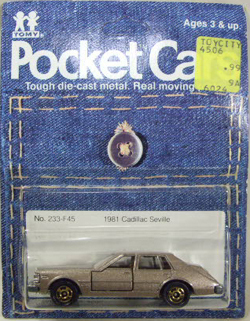 TOMY
Ages 3 & up
Pocket Ca
Tough die-cast metal. Real moving
TOYCITY
4506
.99
No. 233-F45 1981 Cadillac Seville